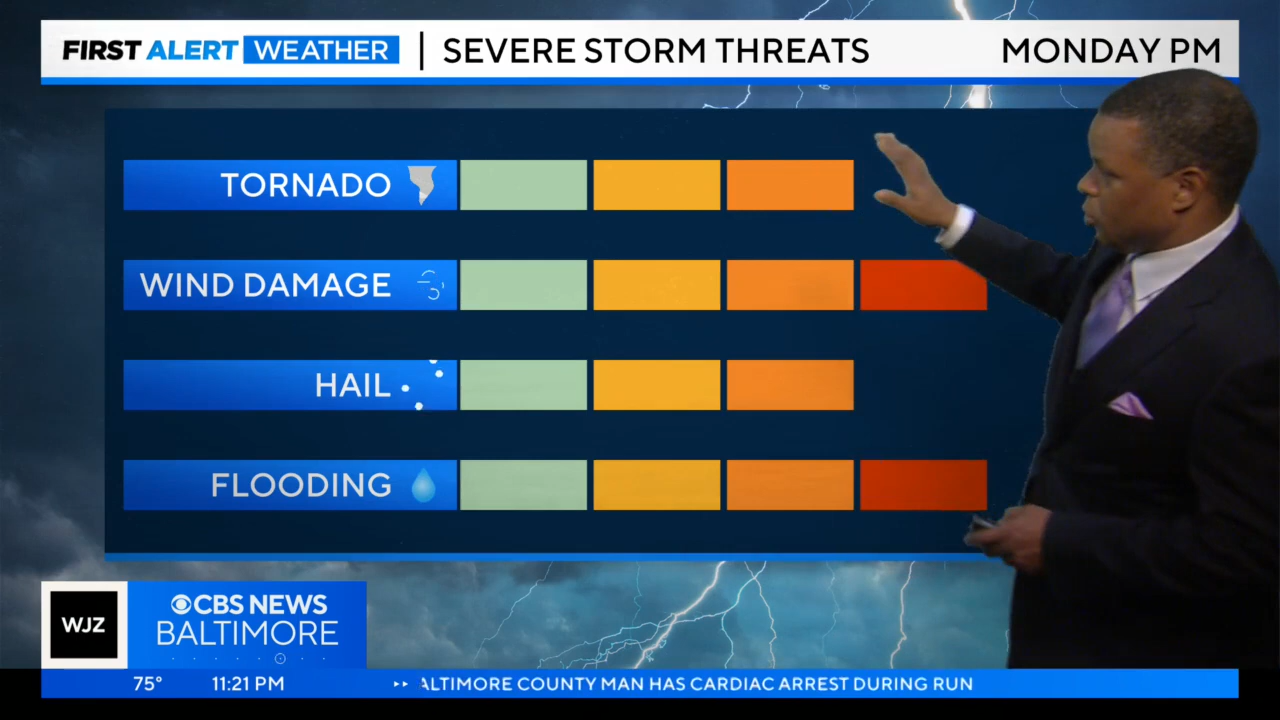 FIRST ALERT WEATHER | SEVERE STORM THREATS MONDAY PM
TORNADO
WIND DAMAGE
HAIL
FLOODING
WJZ
CBS NEWS
BALTIMORE
75° 11:21 PM ALTIMORE COUNTY MAN HAS CARDIAC ARREST DURING RUN